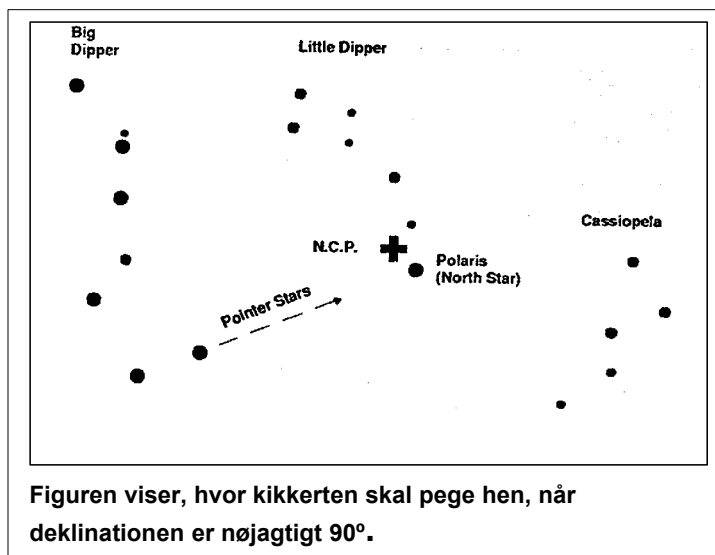 Big
Dipper
Little Dipper
N.C.P.
Polaris
(North Star)
Cassiopeia
Pointer Stars
Figuren viser, hvor kikkerten skal pege hen, når
deklinationen er nøjagtigt 90º.